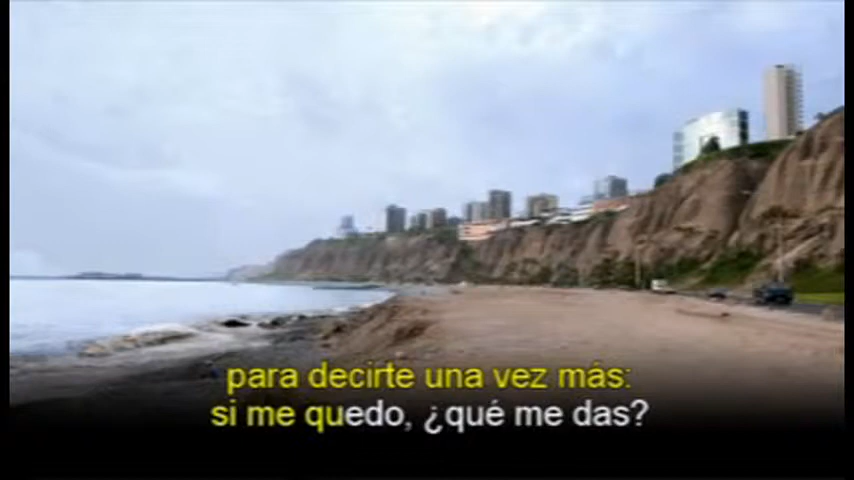 para decirte una vez más:
si me quedo, ¿qué me das?